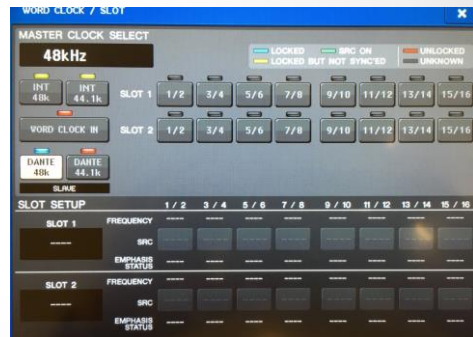 WORD CLOCK / SLOT
MASTER CLOCK SELECT
48kHz
LOCKED SRC ON UNLOCKED
LOCKED BUT NOT SYNC'ED UNKNOWN
INT 48k INT 44.1k SLOT 1 1/2 3/4 5/6 7/8 9/10 11/12 13/14 15/16
WORD CLOCK IN SLOT 2 1/2 3/4 5/6 7/8 9/10 11/12 13/14 15/16
DANTE 48k DANTE 44.1k
SLAVE
SLOT SETUP 1 / 2 3 / 4 5 / 6 7 / 8 9 / 10 11 / 12 13 / 14 15 / 16
SLOT 1 FREQUENCY ---- ---- ---- ---- ---- ---- ---- ----
---- SRC ---- ---- ---- ---- ---- ---- ---- ----
EMPHASIS STATUS ---- ---- ---- ---- ---- ---- ---- ----
SLOT 2 FREQUENCY ---- ---- ---- ---- ---- ---- ---- ----
---- SRC ---- ---- ---- ---- ---- ---- ---- ----
EMPHASIS STATUS ---- ---- ---- ---- ---- ---- ---- ----